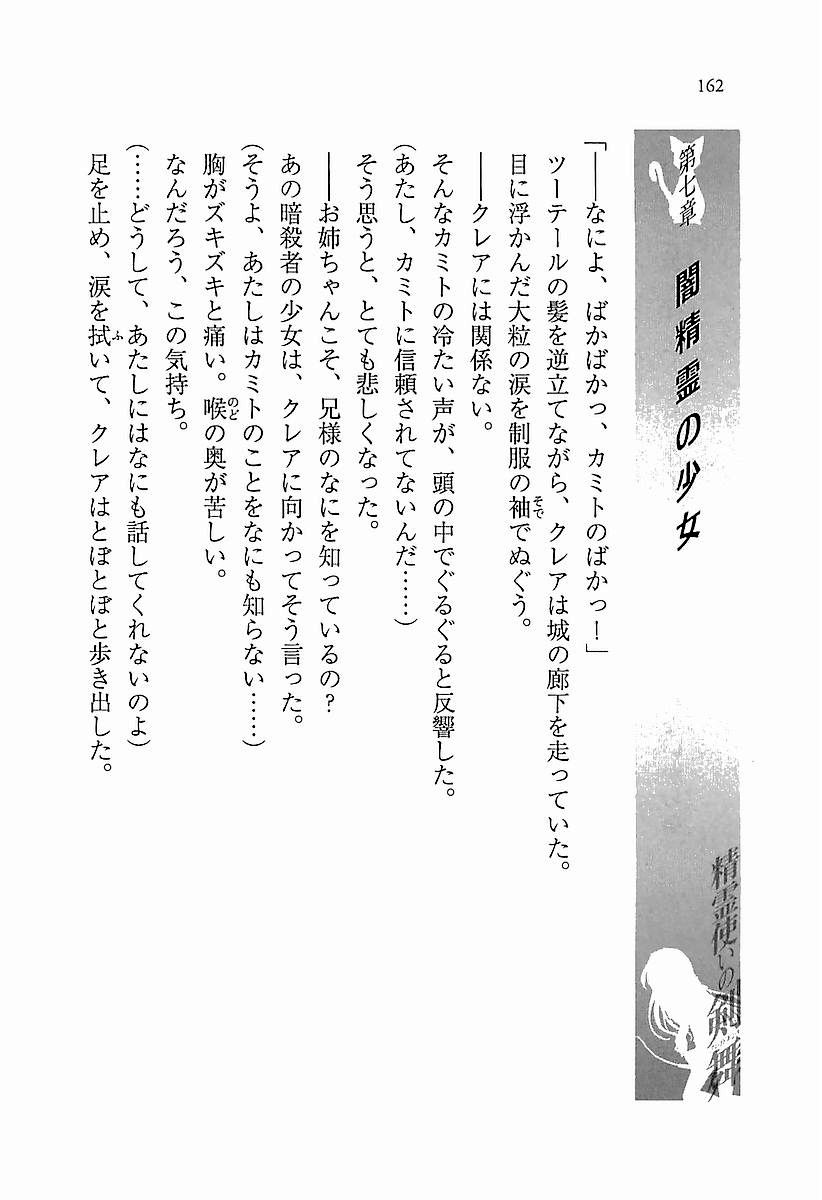 162
第七章 闇精霊の少女
精霊使いの剣舞
「――なによ、ばかばかっ、カミトのばかっ！」
ツーテールの髪を逆立てながら、クレアは城の廊下を走っていた。
目に浮かんだ大粒の涙を制服の袖でぬぐう。
――クレアには関係ない。
そんなカミトの冷たい声が、頭の中でぐるぐると反響した。
（あたし、カミトに信頼されてないんだ……）
そう思うと、とても悲しくなった。
――お姉ちゃんこそ、兄様のなにを知っているの？
あの暗殺者の少女は、クレアに向かってそう言った。
（そうよ、あたしはカミトのことをなにも知らない……）
胸がズキズキと痛い。喉の奥が苦しい。
なんだろう、この気持ち。
（……どうして、あたしにはなにも話してくれないのよ）
足を止め、涙を拭いて、クレアはとぼとぼと歩き出した。